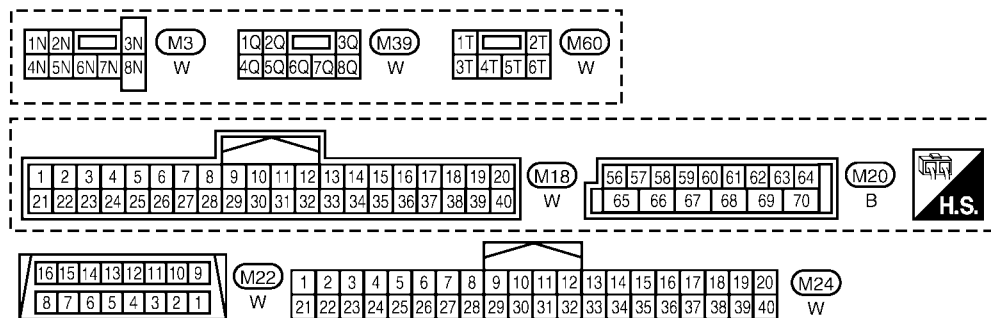 1N 2N 3N M3 1Q 2Q 3Q M39 1T 2T M60
4N 5N 6N 7N 8N W 4Q 5Q 6Q 7Q 8Q W 3T 4T 5T 6T W
1 2 3 4 5 6 7 8 9 10 11 12 13 14 15 16 17 18 19 20 M18 56 57 58 59 60 61 62 63 64 M20
21 22 23 24 25 26 27 28 29 30 31 32 33 34 35 36 37 38 39 40 W 65 66 67 68 69 70 B H.S.
16 15 14 13 12 11 10 9 M22 1 2 3 4 5 6 7 8 9 10 11 12 13 14 15 16 17 18 19 20 M24
8 7 6 5 4 3 2 1 W 21 22 23 24 25 26 27 28 29 30 31 32 33 34 35 36 37 38 39 40 W